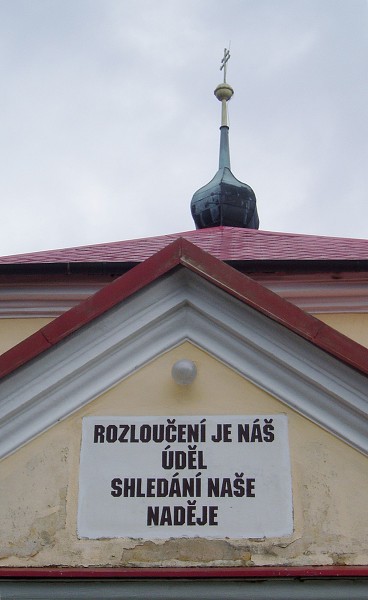 ROZLOUČENÍ JE NÁŠ
ÚDĚL
SHLEDÁNÍ NAŠE
NADĚJE